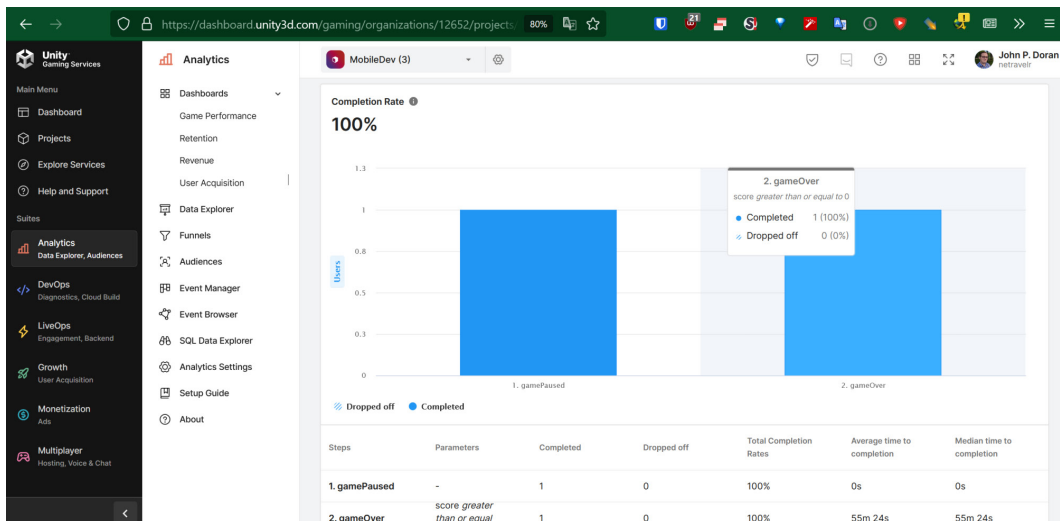 https://dashboard.unity3d.com/gaming/organizations/12652/projects,
80%
21
Unity
Gaming Services
Main Menu
Dashboard
Projects
Explore Services
Help and Support
Suites
Analytics
Data Explorer, Audiences
DevOps
Diagnostics, Cloud Build
LiveOps
Engagement, Backend
Growth
User Acquisition
Monetization
Ads
Multiplayer
Hosting, Voice & Chat
Analytics
Dashboards
Game Performance
Retention
Revenue
User Acquisition
Data Explorer
Funnels
Audiences
Event Manager
Event Browser
SQL Data Explorer
Analytics Settings
Setup Guide
About
MobileDev (3)
John P. Doran
netravelr
Completion Rate
100%
1.3
1
0.8
0.5
0.3
0
Users
2. gameOver
score greater than or equal to 0
Completed 1 (100%)
Dropped off 0 (0%)
1. gamePaused 2. gameOver
Dropped off Completed
Steps Parameters Completed Dropped off Total Completion Rates Average time to completion Median time to completion
1. gamePaused - 1 0 100% 0s 0s
2. gameOver score greater than or equal 1 0 100% 55m 24s 55m 24s